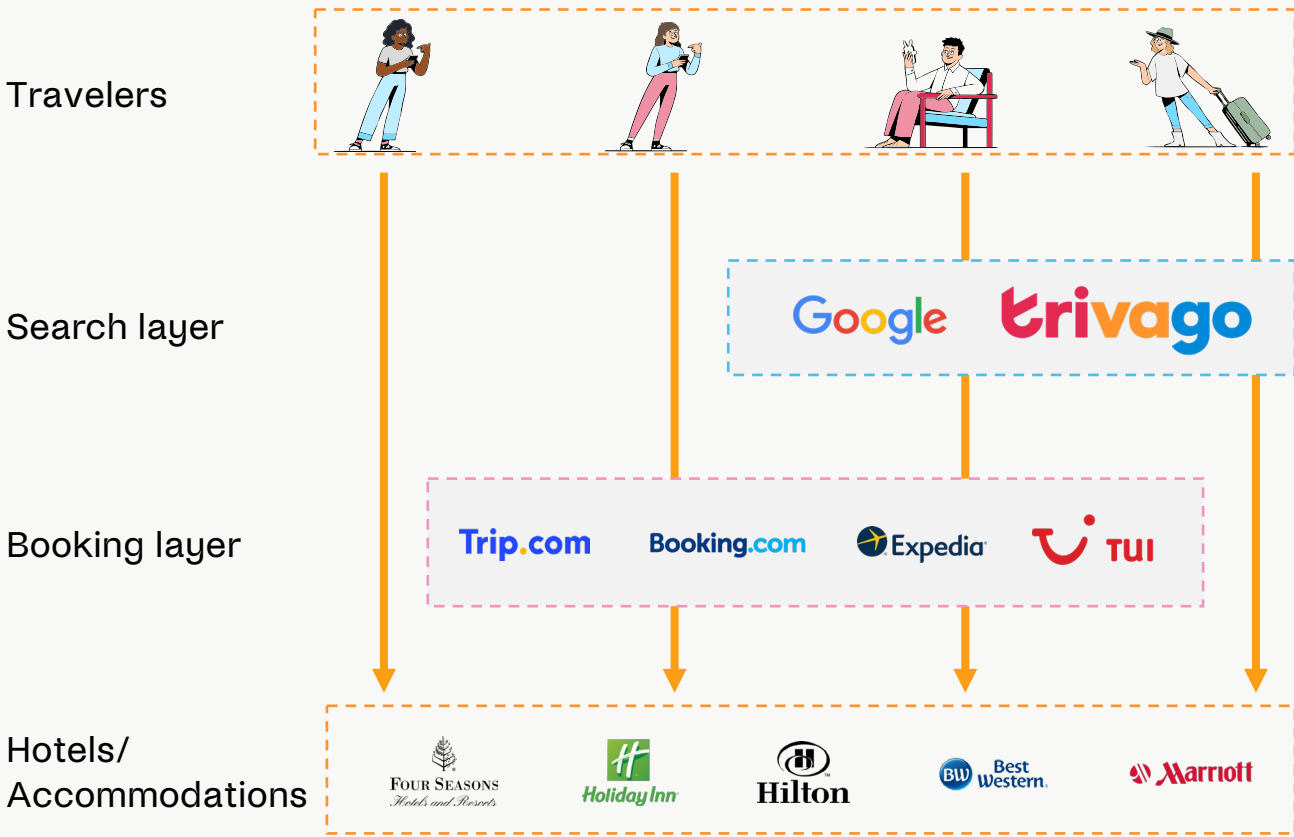 Travelers
Search layer
Google
trivago
Booking layer
Trip.com
Booking.com
Expedia
TUI
Hotels/
Accommodations
FOUR SEASONS
Hotels and Resorts
H
Holiday Inn
H
Hilton
BW
Best
Western
Marriott